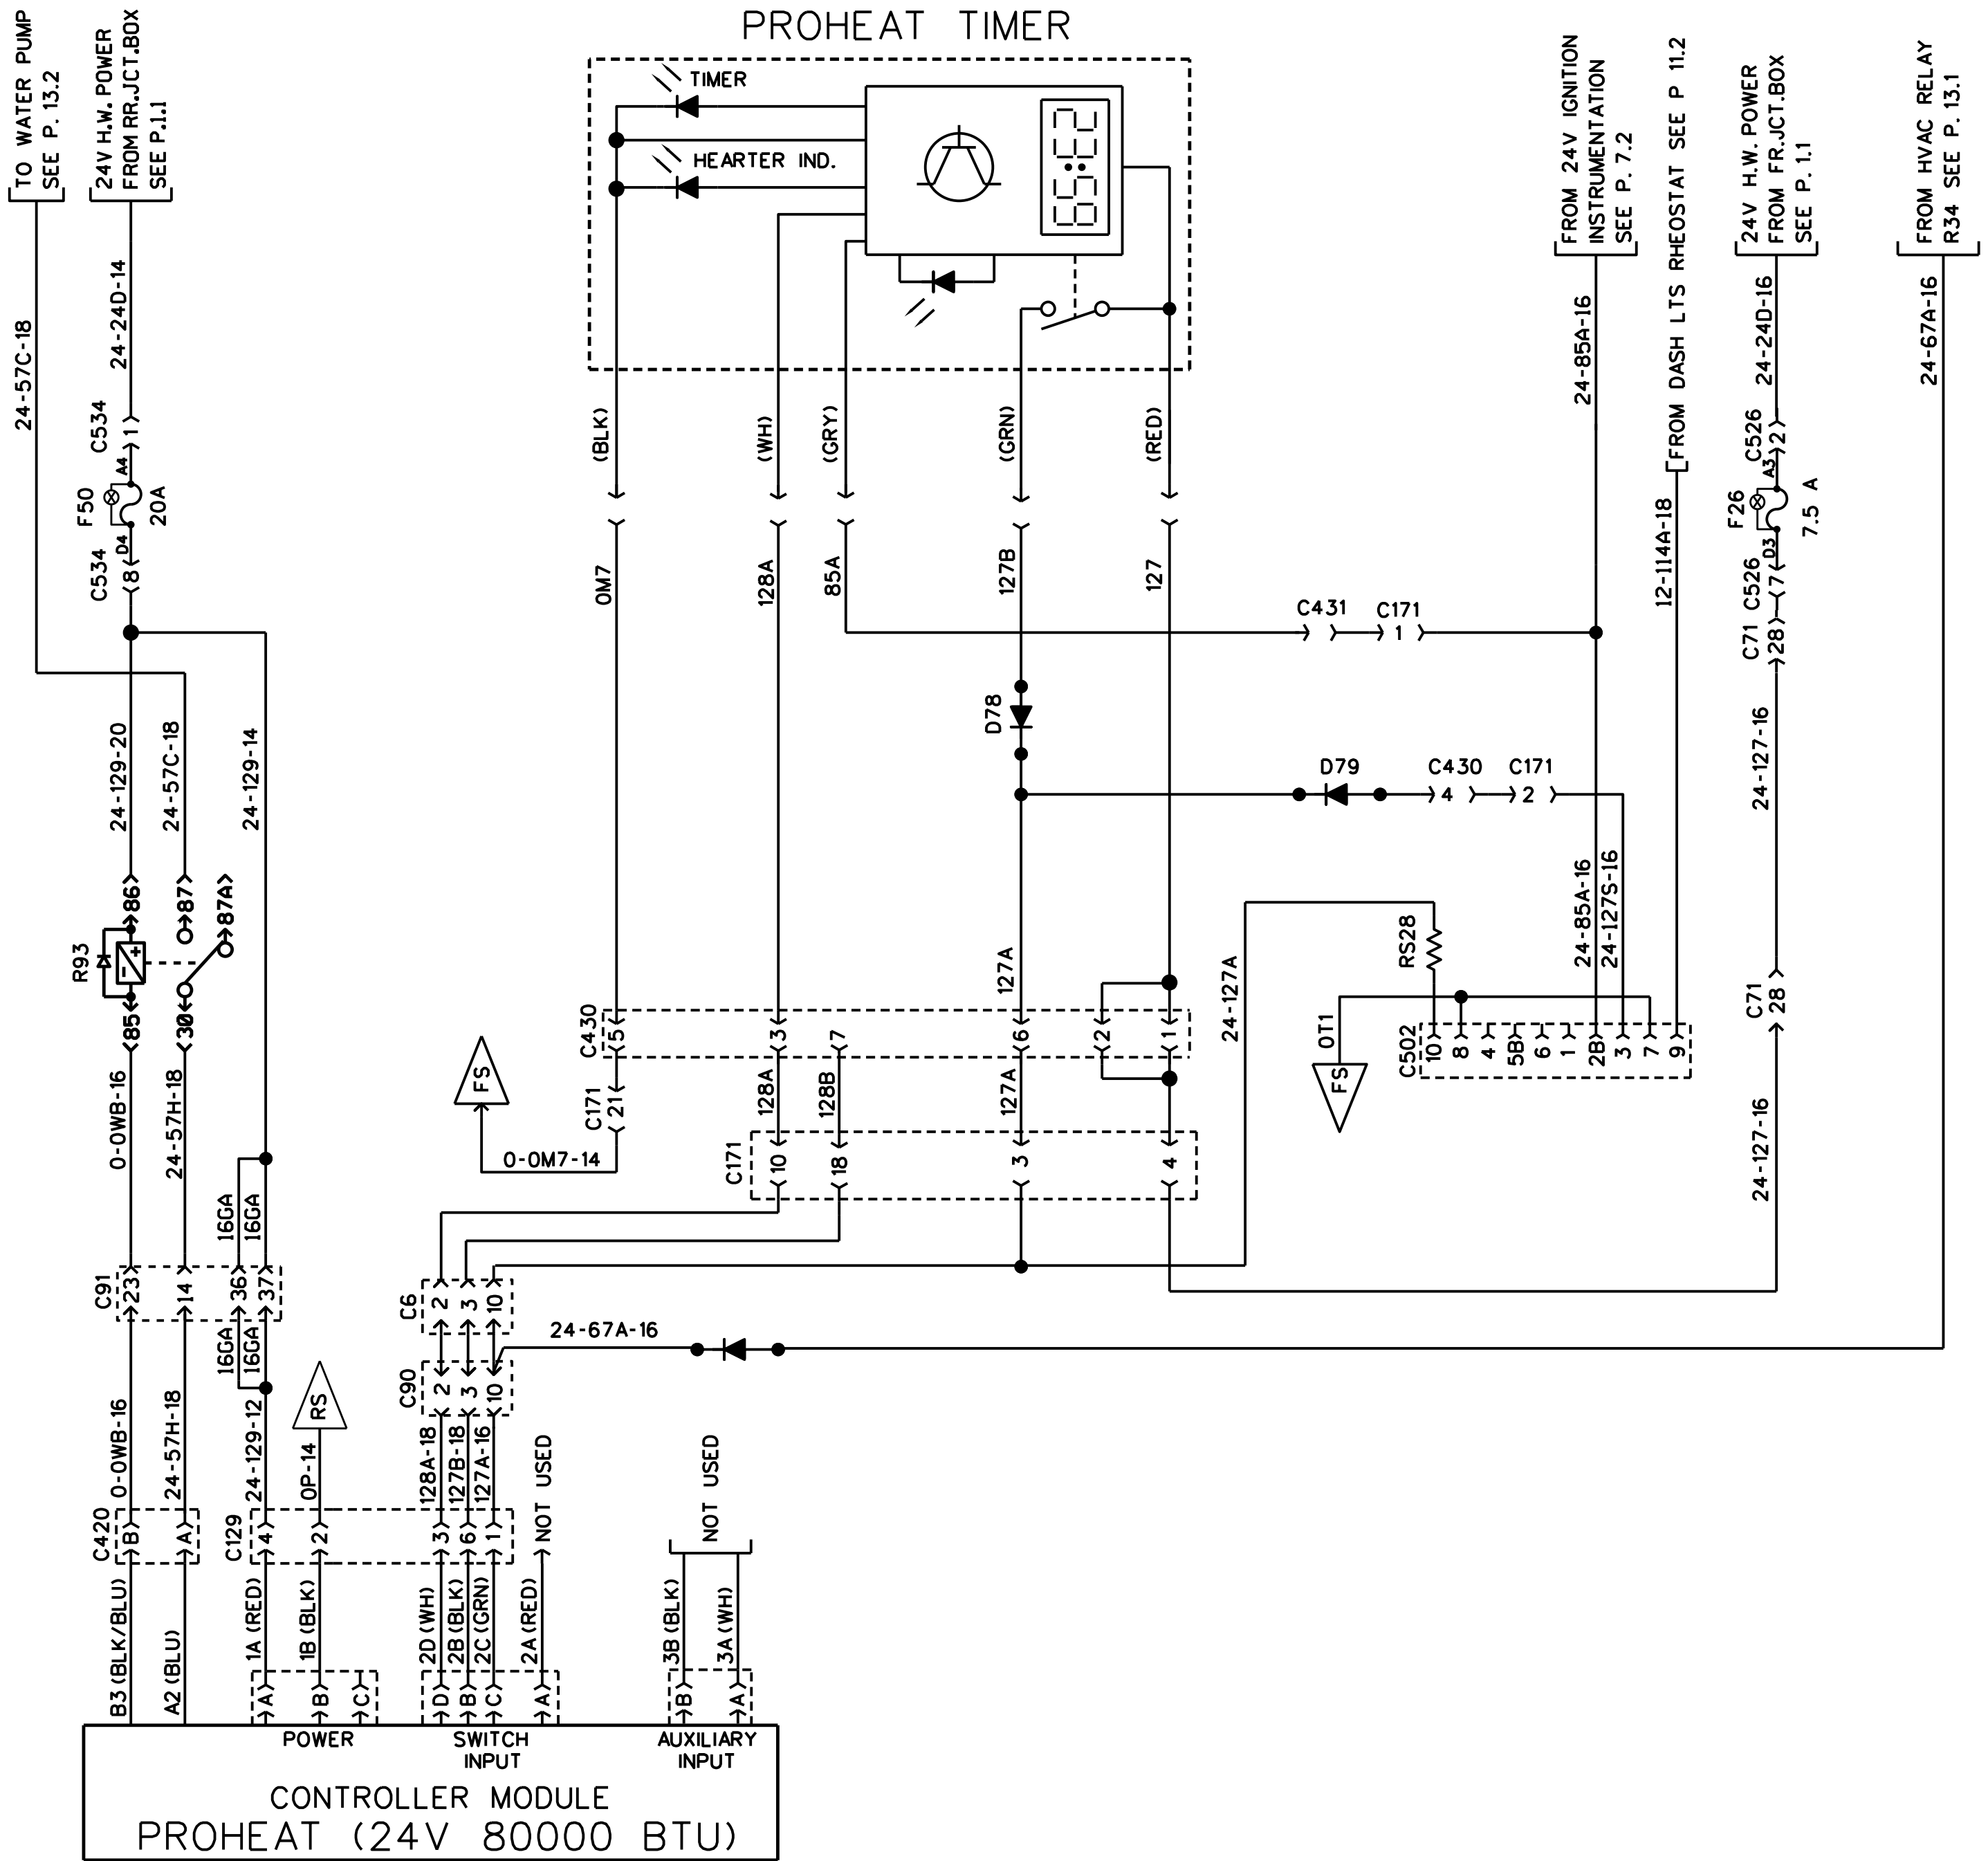 PROHEAT TIMER
TO WATER PUMP
SEE P. 13.2
24V H.W. POWER
FROM RR.JCT.BOX
SEE P.1.1
TIMER
HEARTER IND.
FROM 24V IGNITION
INSTRUMENTATION
SEE P. 7.2
FROM DASH LTS RHEOSTAT SEE P 11.2
24V H.W. POWER
FROM FR.JCT.BOX
SEE P. 1.1
FROM HVAC RELAY
R34 SEE P. 13.1
24-57C-18
24-24D-14
24-85A-16
24-24D-16
24-67A-16
C534
1
A4
F50
20A
D4
C534
8
(BLK)
(WH)
(GRY)
(GRN)
(RED)
0M7
128A
85A
127B
127
C431
C171
1
12-114A-18
C526
2
A3
F26
7.5 A
D3
C526
7
C71
28
24-129-20
24-57C-18
24-129-14
D78
D79
C430
4
C171
2
24-127-16
86
87
87A
R93
85
30
127A
24-127A
RS28
24-85A-16
24-127S-16
C71
28
C430
5
3
7
6
2
1
0T1
FS
C502
10
8
4
5B
6
1
2B
3
7
9
FS
C171
21
128A
128B
127A
0-0M7-14
C171
10
18
3
4
24-127-16
0-0WB-16
24-57H-18
16GA
16GA
C91
23
14
36
37
16GA
16GA
C6
2
3
10
24-67A-16
C90
2
3
10
RS
0-0WB-16
24-57H-18
24-129-12
0P-14
128A-18
127B-18
127A-16
NOT USED
NOT USED
C420
B
A
C129
4
2
3
6
1
B3(BLK/BLU)
A2(BLU)
1A(RED)
1B(BLK)
2D(WH)
2B(BLK)
2C(GRN)
2A(RED)
3B(BLK)
3A(WH)
A
B
C
D
B
C
A
B
A
POWER
SWITCH
INPUT
AUXILIARY
INPUT
CONTROLLER MODULE
PROHEAT (24V 80000 BTU)